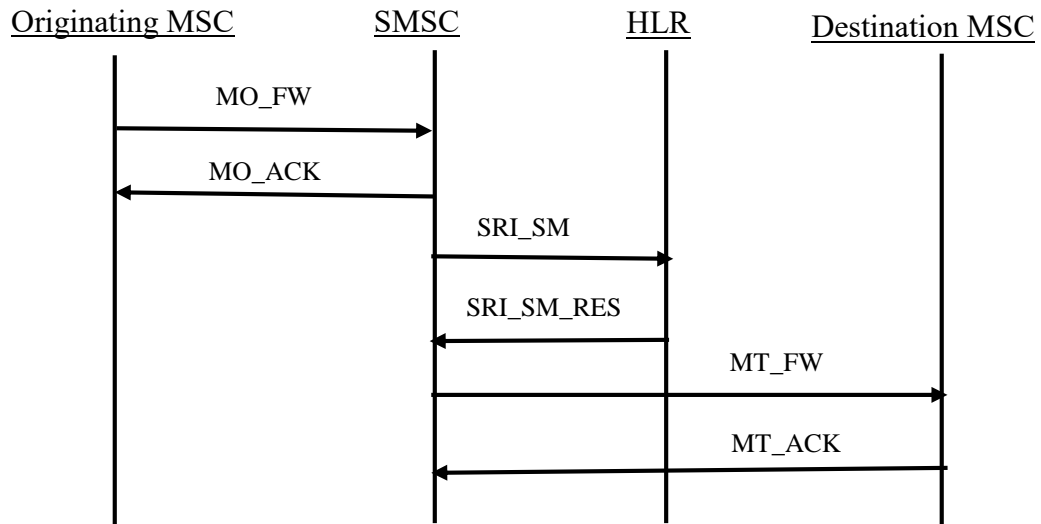 Originating MSC
SMSC
HLR
Destination MSC
MO_FW
MO_ACK
SRI_SM
SRI_SM_RES
MT_FW
MT_ACK